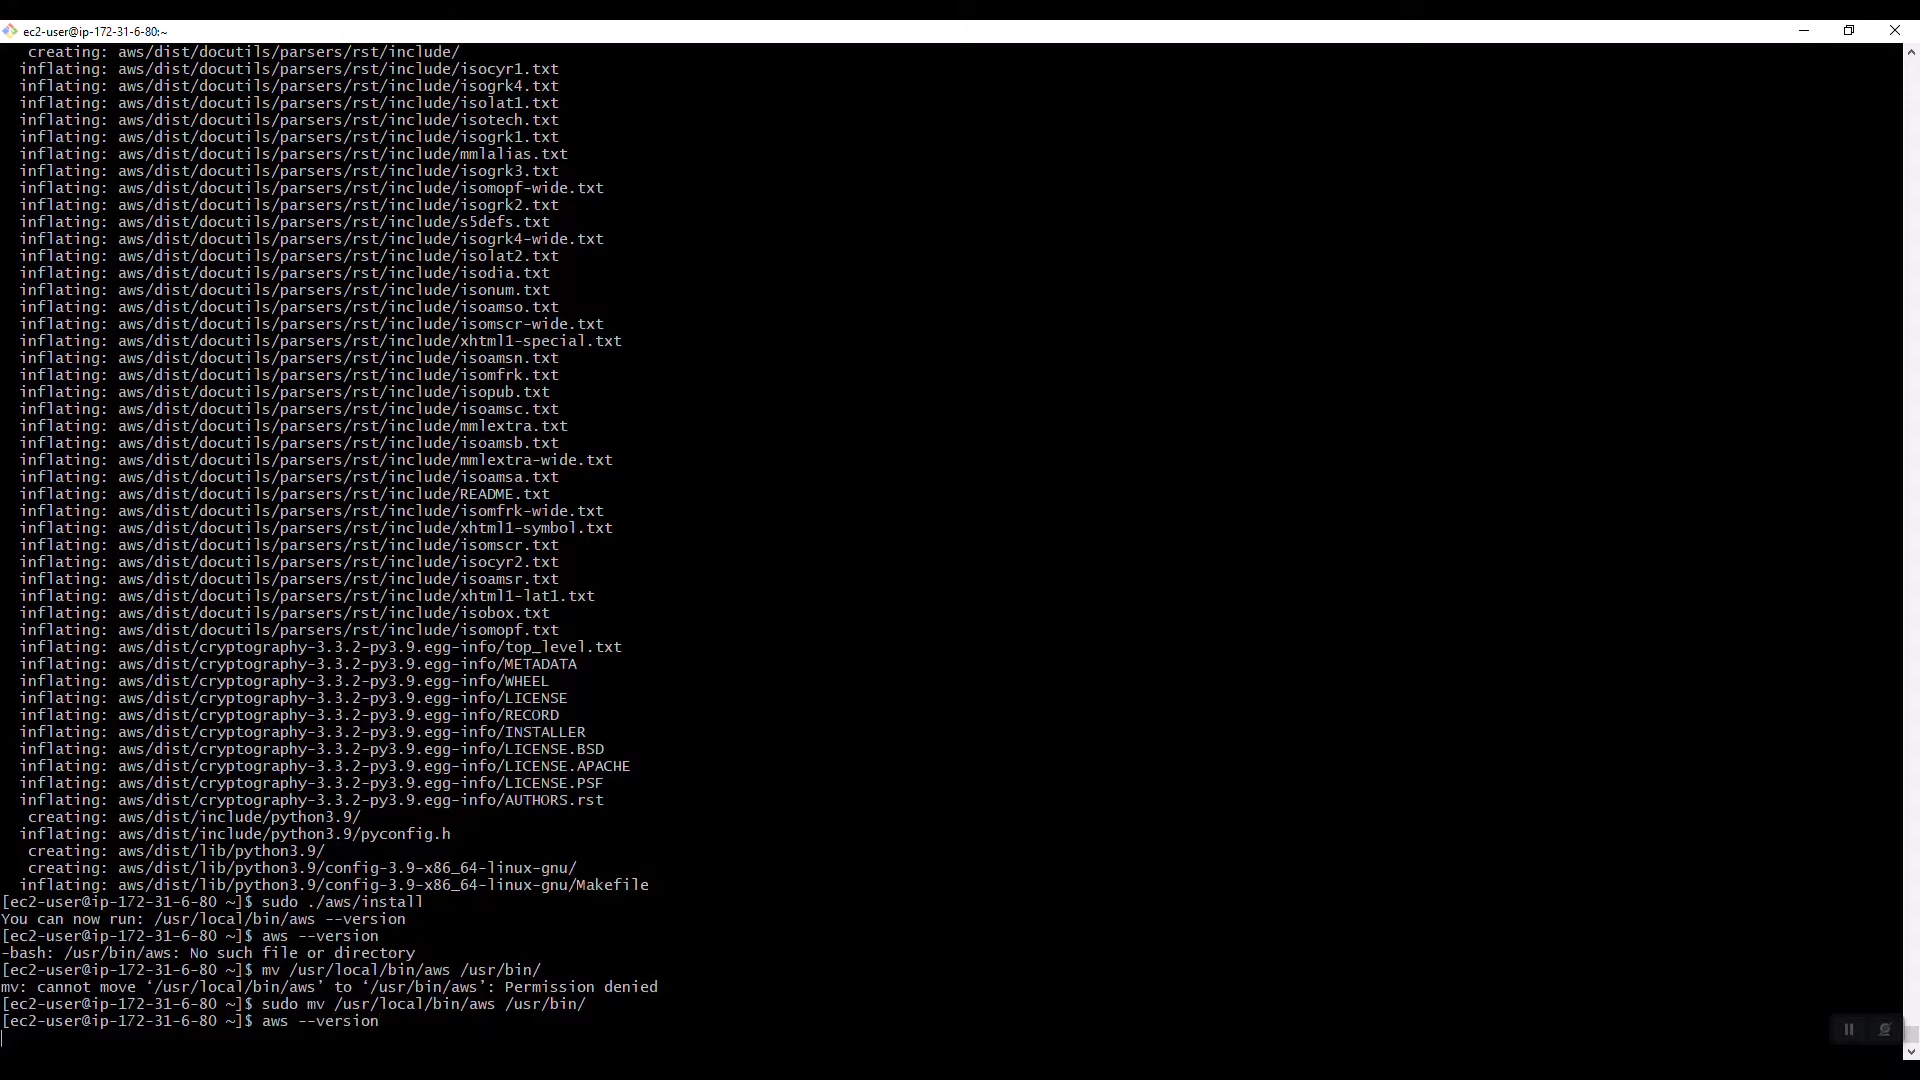 ec2-user@ip-172-31-6-80:~
creating: aws/dist/docutils/parsers/rst/include/
inflating: aws/dist/docutils/parsers/rst/include/isocyr1.txt
inflating: aws/dist/docutils/parsers/rst/include/isogrk4.txt
inflating: aws/dist/docutils/parsers/rst/include/isolat1.txt
inflating: aws/dist/docutils/parsers/rst/include/isotech.txt
inflating: aws/dist/docutils/parsers/rst/include/isogrk1.txt
inflating: aws/dist/docutils/parsers/rst/include/mmlalias.txt
inflating: aws/dist/docutils/parsers/rst/include/isogrk3.txt
inflating: aws/dist/docutils/parsers/rst/include/isomopf-wide.txt
inflating: aws/dist/docutils/parsers/rst/include/isogrk2.txt
inflating: aws/dist/docutils/parsers/rst/include/s5defs.txt
inflating: aws/dist/docutils/parsers/rst/include/isogrk4-wide.txt
inflating: aws/dist/docutils/parsers/rst/include/isolat2.txt
inflating: aws/dist/docutils/parsers/rst/include/isodia.txt
inflating: aws/dist/docutils/parsers/rst/include/isonum.txt
inflating: aws/dist/docutils/parsers/rst/include/isoamso.txt
inflating: aws/dist/docutils/parsers/rst/include/isomscr-wide.txt
inflating: aws/dist/docutils/parsers/rst/include/xhtml1-special.txt
inflating: aws/dist/docutils/parsers/rst/include/isoamsn.txt
inflating: aws/dist/docutils/parsers/rst/include/isomfrk.txt
inflating: aws/dist/docutils/parsers/rst/include/isopub.txt
inflating: aws/dist/docutils/parsers/rst/include/isoamsc.txt
inflating: aws/dist/docutils/parsers/rst/include/mmlextra.txt
inflating: aws/dist/docutils/parsers/rst/include/isoamsb.txt
inflating: aws/dist/docutils/parsers/rst/include/mmlextra-wide.txt
inflating: aws/dist/docutils/parsers/rst/include/isoamsa.txt
inflating: aws/dist/docutils/parsers/rst/include/README.txt
inflating: aws/dist/docutils/parsers/rst/include/isomfrk-wide.txt
inflating: aws/dist/docutils/parsers/rst/include/xhtml1-symbol.txt
inflating: aws/dist/docutils/parsers/rst/include/isomscr.txt
inflating: aws/dist/docutils/parsers/rst/include/isocyr2.txt
inflating: aws/dist/docutils/parsers/rst/include/isoamsr.txt
inflating: aws/dist/docutils/parsers/rst/include/xhtml1-lat1.txt
inflating: aws/dist/docutils/parsers/rst/include/isobox.txt
inflating: aws/dist/docutils/parsers/rst/include/isomopf.txt
inflating: aws/dist/cryptography-3.3.2-py3.9.egg-info/top_level.txt
inflating: aws/dist/cryptography-3.3.2-py3.9.egg-info/METADATA
inflating: aws/dist/cryptography-3.3.2-py3.9.egg-info/WHEEL
inflating: aws/dist/cryptography-3.3.2-py3.9.egg-info/LICENSE
inflating: aws/dist/cryptography-3.3.2-py3.9.egg-info/RECORD
inflating: aws/dist/cryptography-3.3.2-py3.9.egg-info/INSTALLER
inflating: aws/dist/cryptography-3.3.2-py3.9.egg-info/LICENSE.BSD
inflating: aws/dist/cryptography-3.3.2-py3.9.egg-info/LICENSE.APACHE
inflating: aws/dist/cryptography-3.3.2-py3.9.egg-info/LICENSE.PSF
inflating: aws/dist/cryptography-3.3.2-py3.9.egg-info/AUTHORS.rst
creating: aws/dist/include/python3.9/
inflating: aws/dist/include/python3.9/pyconfig.h
creating: aws/dist/lib/python3.9/
creating: aws/dist/lib/python3.9/config-3.9-x86_64-linux-gnu/
inflating: aws/dist/lib/python3.9/config-3.9-x86_64-linux-gnu/Makefile
[ec2-user@ip-172-31-6-80 ~]$ sudo ./aws/install
You can now run: /usr/local/bin/aws --version
[ec2-user@ip-172-31-6-80 ~]$ aws --version
-bash: /usr/bin/aws: No such file or directory
[ec2-user@ip-172-31-6-80 ~]$ mv /usr/local/bin/aws /usr/bin/
mv: cannot move ‘/usr/local/bin/aws’ to ‘/usr/bin/aws’: Permission denied
[ec2-user@ip-172-31-6-80 ~]$ sudo mv /usr/local/bin/aws /usr/bin/
[ec2-user@ip-172-31-6-80 ~]$ aws --version